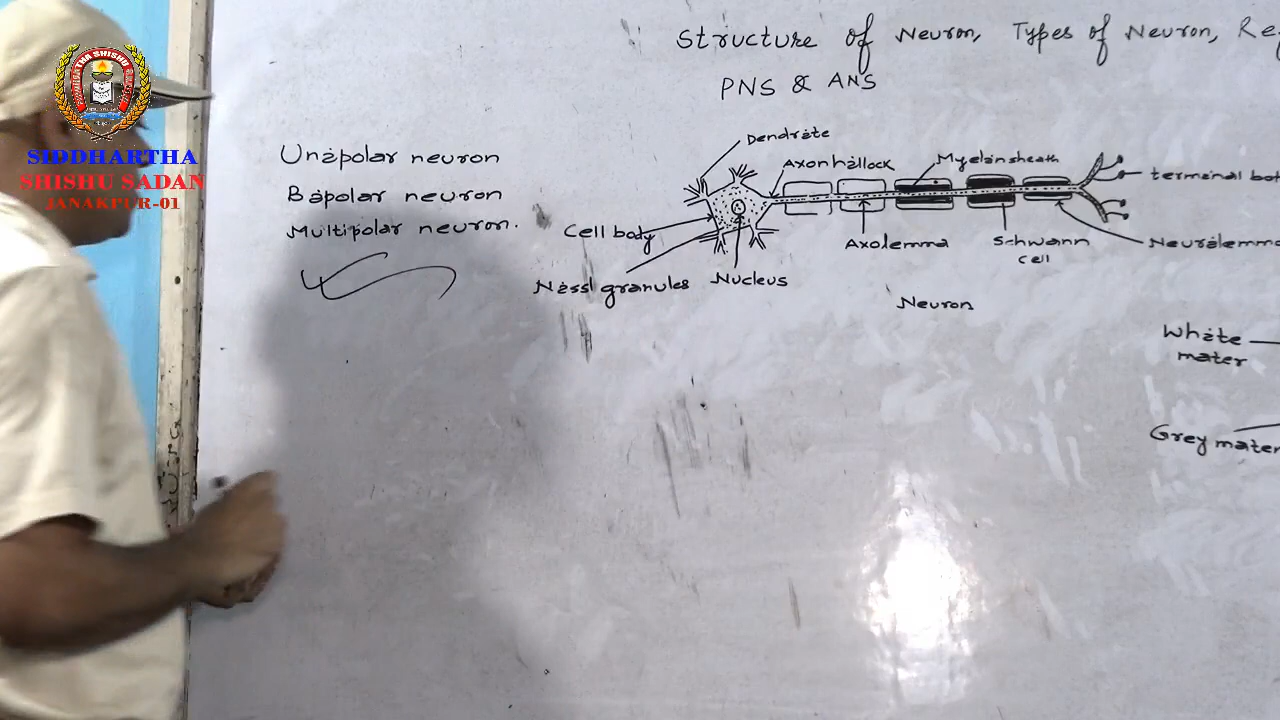 Structure of Neuron, Types of Neuron, Re
PNS & ANS
SIDDHARTHA
SHISHU SADAN
JANAKPUR-01
Unipolar neuron
Bipolar neuron
Multipolar neuron.
Dendrite
Axon hillock
Myelin sheath
terminal bot
Cell body
Axolemma
Schwann
cell
Neurilemma
Nissl granules
Nucleus
Neuron
White
mater
Grey mater